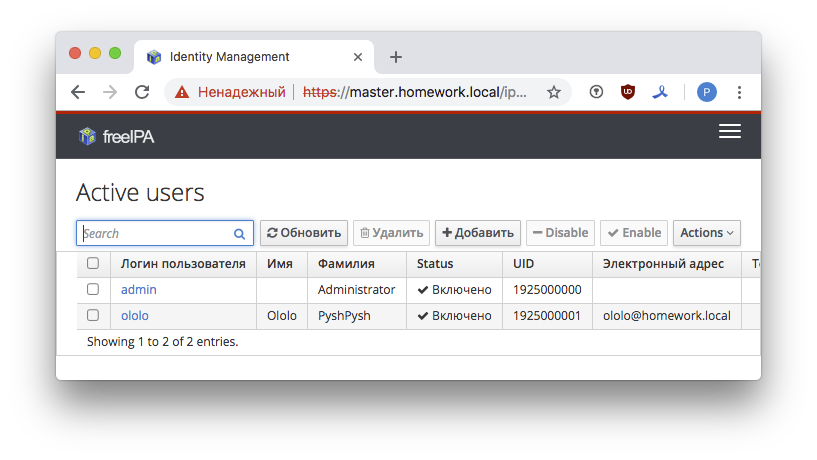 Identity Management
Ненадежный https://master.homework.local/ip...
P
freeIPA
Active users
Search Обновить Удалить Добавить Disable Enable Actions
Логин пользователя Имя Фамилия Status UID Электронный адрес
admin Administrator Включено 1925000000
ololo Ololo PyshPysh Включено 1925000001 ololo@homework.local
Showing 1 to 2 of 2 entries.